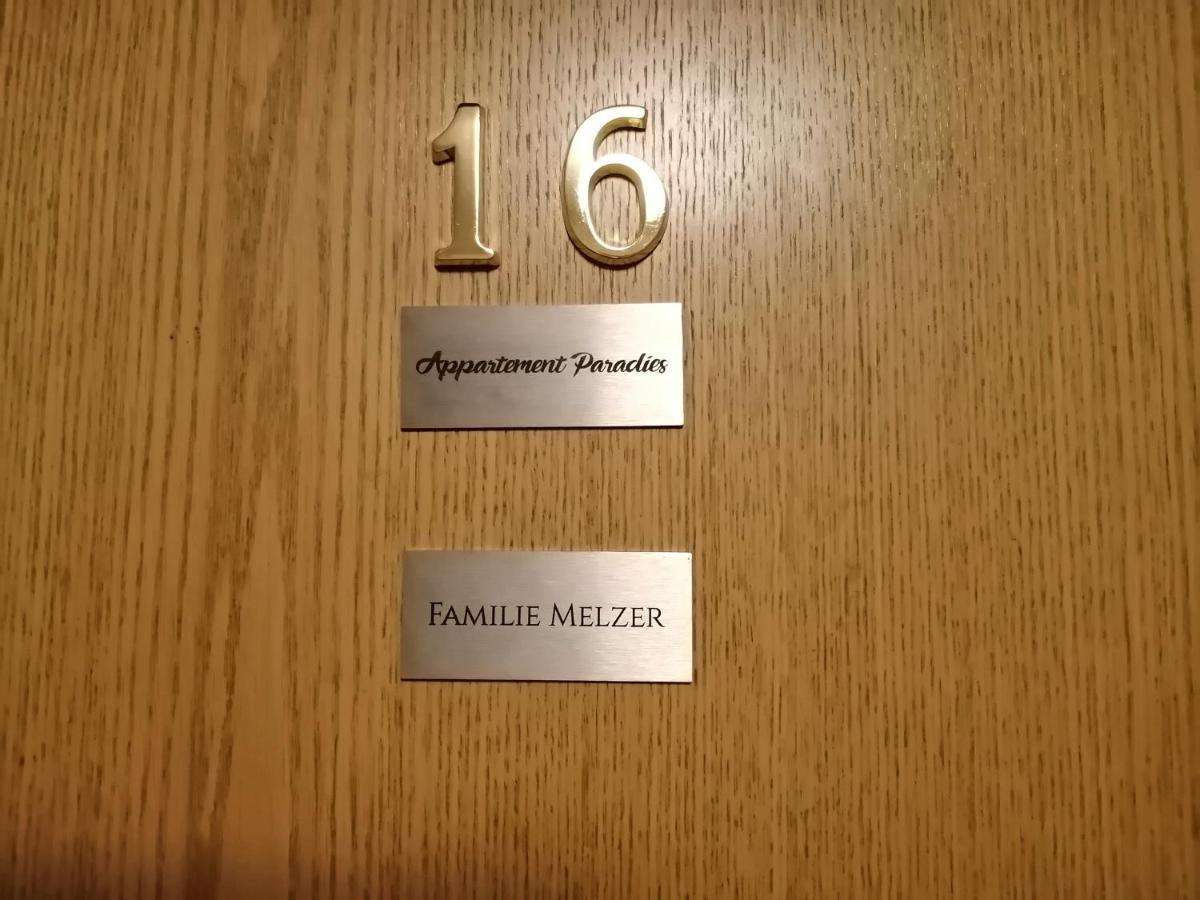 16
Appartement Paradies
FAMILIE MELZER